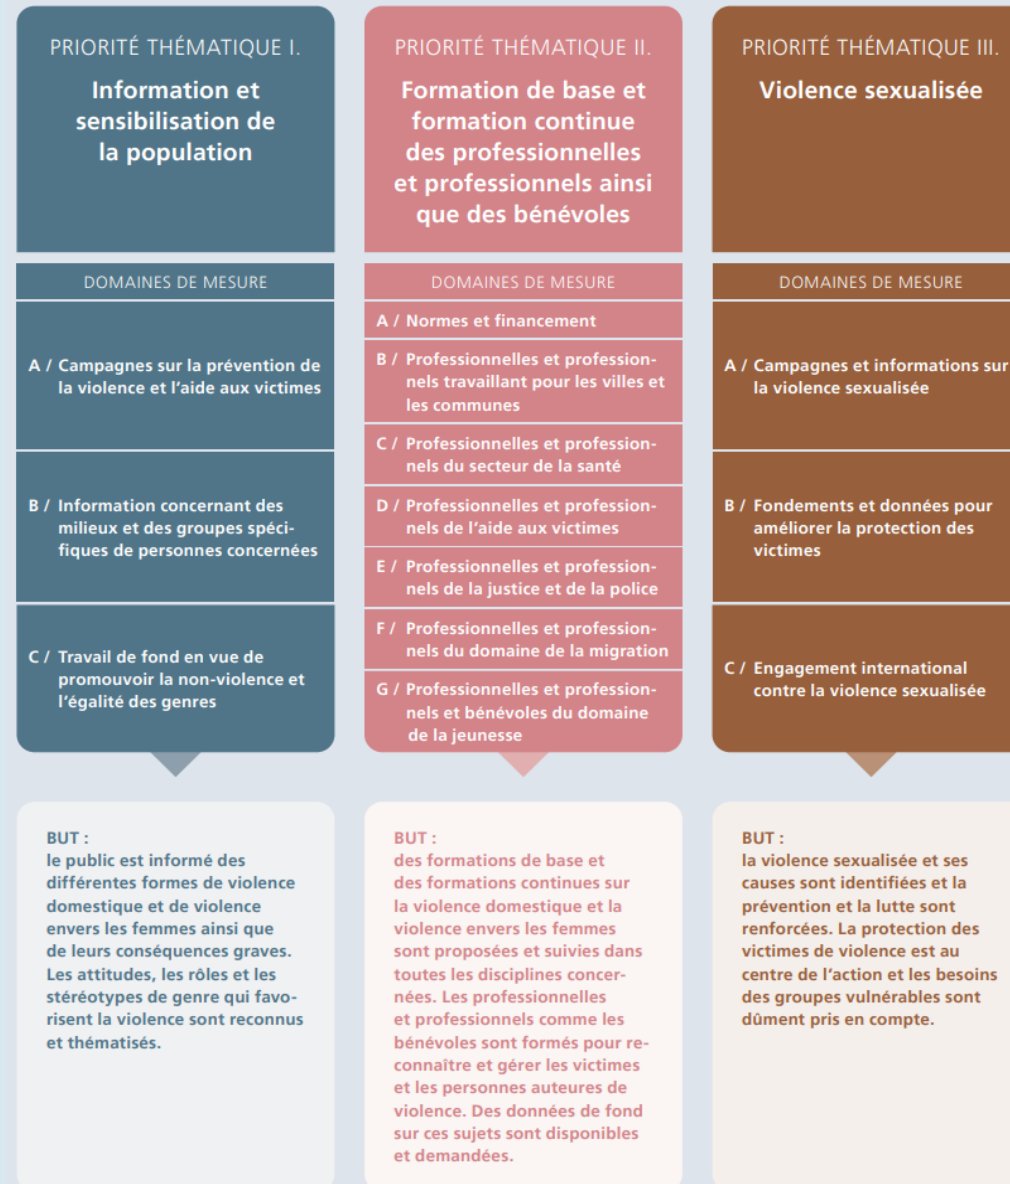 PRIORITÉ THÉMATIQUE I.
Information et
sensibilisation de
la population
DOMAINES DE MESURE
A / Campagnes sur la prévention de
la violence et l’aide aux victimes
B / Information concernant des
milieux et des groupes spéci-
fiques de personnes concernées
C / Travail de fond en vue de
promouvoir la non-violence et
l’égalité des genres
BUT :
le public est informé des
différentes formes de violence
domestique et de violence
envers les femmes ainsi que
de leurs conséquences graves.
Les attitudes, les rôles et les
stéréotypes de genre qui favo-
risent la violence sont reconnus
et thématisés.
PRIORITÉ THÉMATIQUE II.
Formation de base et
formation continue
des professionnelles
et professionnels ainsi
que des bénévoles
DOMAINES DE MESURE
A / Normes et financement
B / Professionnelles et profession-
nels travaillant pour les villes et
les communes
C / Professionnelles et profession-
nels du secteur de la santé
D / Professionnelles et profession-
nels de l’aide aux victimes
E / Professionnelles et profession-
nels de la justice et de la police
F / Professionnelles et profession-
nels du domaine de la migration
G / Professionnelles et profession-
nels et bénévoles du domaine
de la jeunesse
BUT :
des formations de base et
des formations continues sur
la violence domestique et la
violence envers les femmes
sont proposées et suivies dans
toutes les disciplines concer-
nées. Les professionnelles
et professionnels comme les
bénévoles sont formés pour re-
connaître et gérer les victimes
et les personnes auteures de
violence. Des données de fond
sur ces sujets sont disponibles
et demandées.
PRIORITÉ THÉMATIQUE III.
Violence sexualisée
DOMAINES DE MESURE
A / Campagnes et informations sur
la violence sexualisée
B / Fondements et données pour
améliorer la protection des
victimes
C / Engagement international
contre la violence sexualisée
BUT :
la violence sexualisée et ses
causes sont identifiées et la
prévention et la lutte sont
renforcées. La protection des
victimes de violence est au
centre de l’action et les besoins
des groupes vulnérables sont
dûment pris en compte.